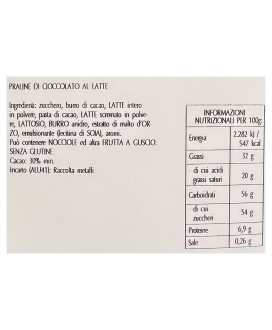 PRALINE DI CIOCCOLATO AL LATTE
Ingredienti: zucchero, burro di cacao, LATTE intero
in polvere, pasta di cacao, LATTE scremato in polve-
re, LATTOSIO, BURRO anidro, estratto di malto d'OR-
ZO, emulsionante (lecitina di SOIA), aromi.
Può contenere NOCCIOLE ed altra FRUTTA A GUSCIO.
SENZA GLUTINE
Cacao: 30% min.
Incarto (ALU41): Raccolta metalli
INFORMAZIONI
NUTRIZIONALI PER 100g:
Energia 2.282 kJ /
547 kcal
Grassi 32 g
di cui acidi
grassi saturi 20 g
Carboidrati 56 g
di cui
zuccheri 54 g
Proteine 6,9 g
Sale 0,26 g